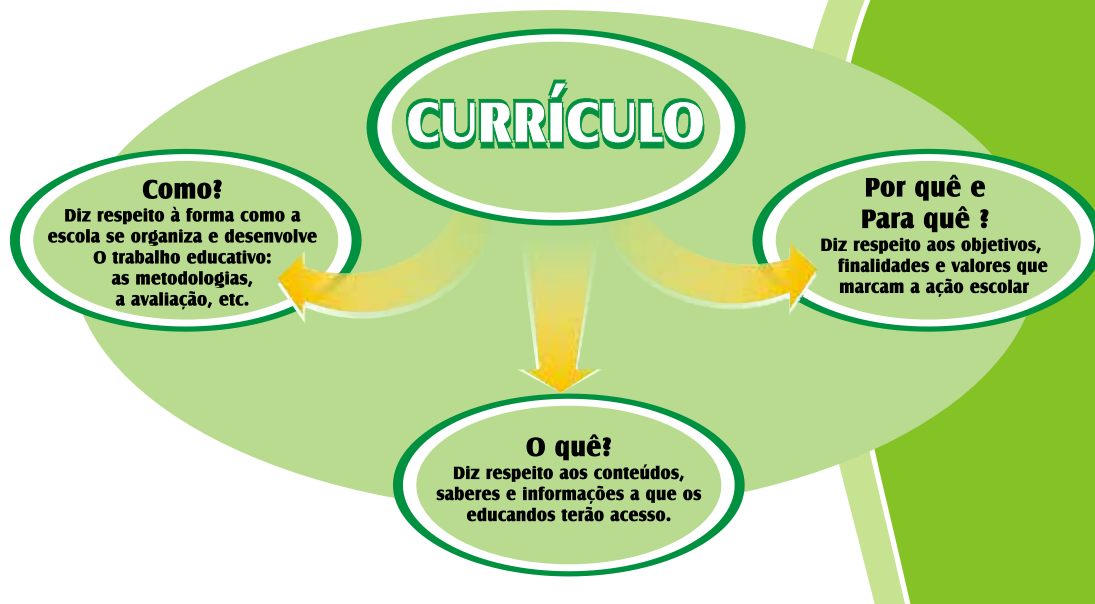 CURRÍCULO
Como?
Diz respeito à forma como a
escola se organiza e desenvolve
O trabalho educativo:
as metodologias,
a avaliação, etc.
Por quê e
Para quê ?
Diz respeito aos objetivos,
finalidades e valores que
marcam a ação escolar
O quê?
Diz respeito aos conteúdos,
saberes e informações a que os
educandos terão acesso.